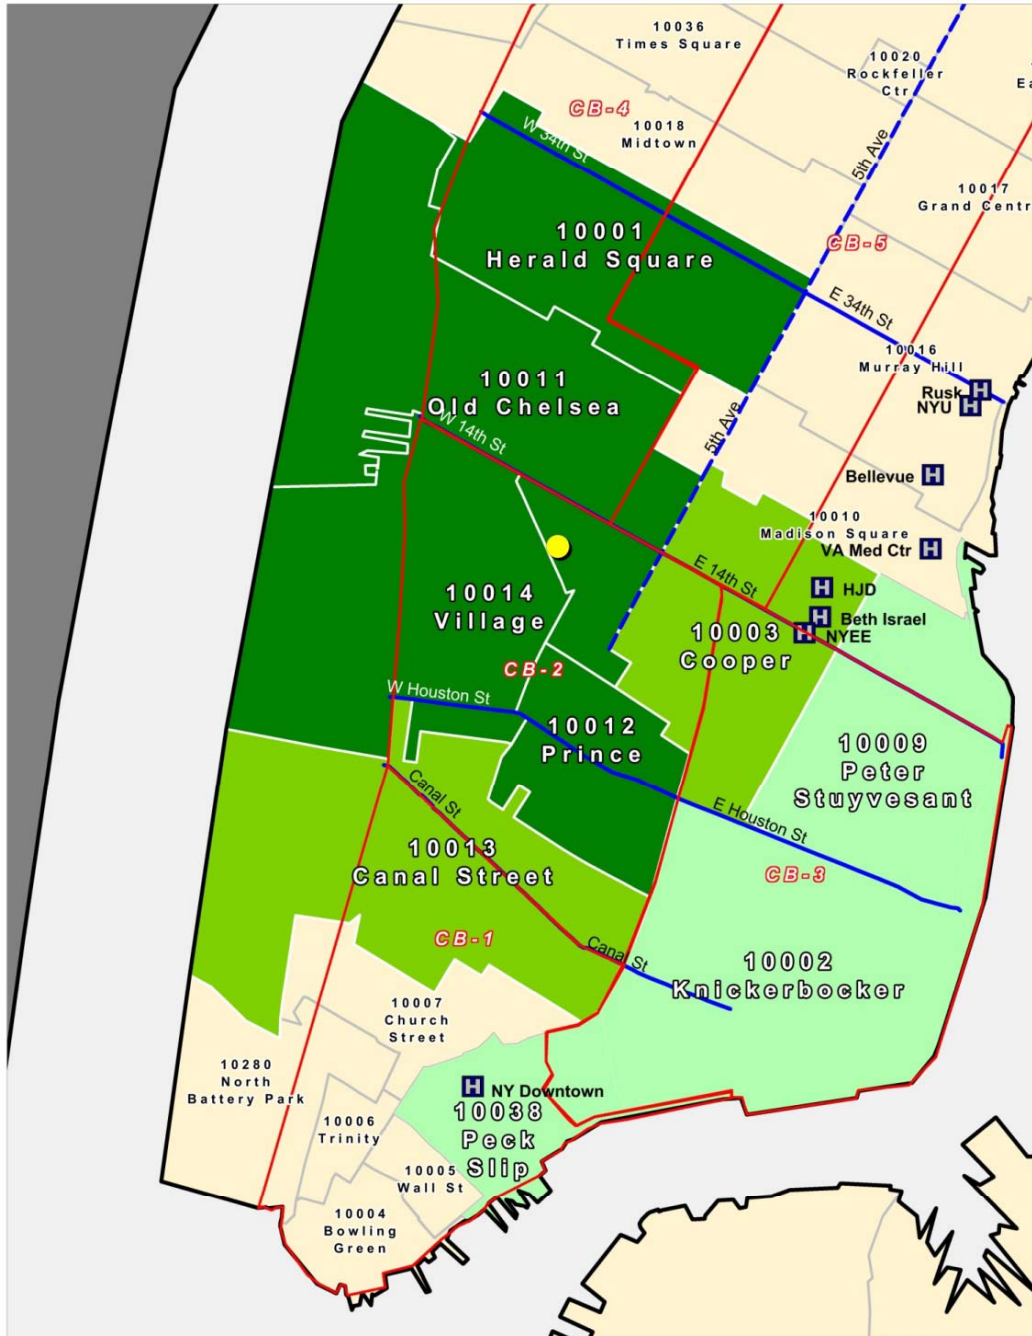 10036
Times Square
10020
Rockfeller
Ctr
CB-4
10018
Midtown
W 34th St
5th Ave
10017
Grand Centr
CB-5
10001
Herald Square
E 34th St
10016
Murray Hill
Rusk
H
NYU
H
10011
Old Chelsea
W 14th St
5th Ave
Bellevue
H
10010
Madison Square
VA Med Ctr
H
E 14th St
H
HJD
H
Beth Israel
H
NYEE
10014
Village
10003
Cooper
CB-2
W Houston St
10012
Prince
10009
Peter
Stuyvesant
Canal St
E Houston St
10013
Canal Street
CB-3
CB-1
Canal St
10002
Knickerbocker
10007
Church
Street
10280
North
Battery Park
H
NY Downtown
10038
Peck
Slip
10006
Trinity
10005
Wall St
10004
Bowling
Green